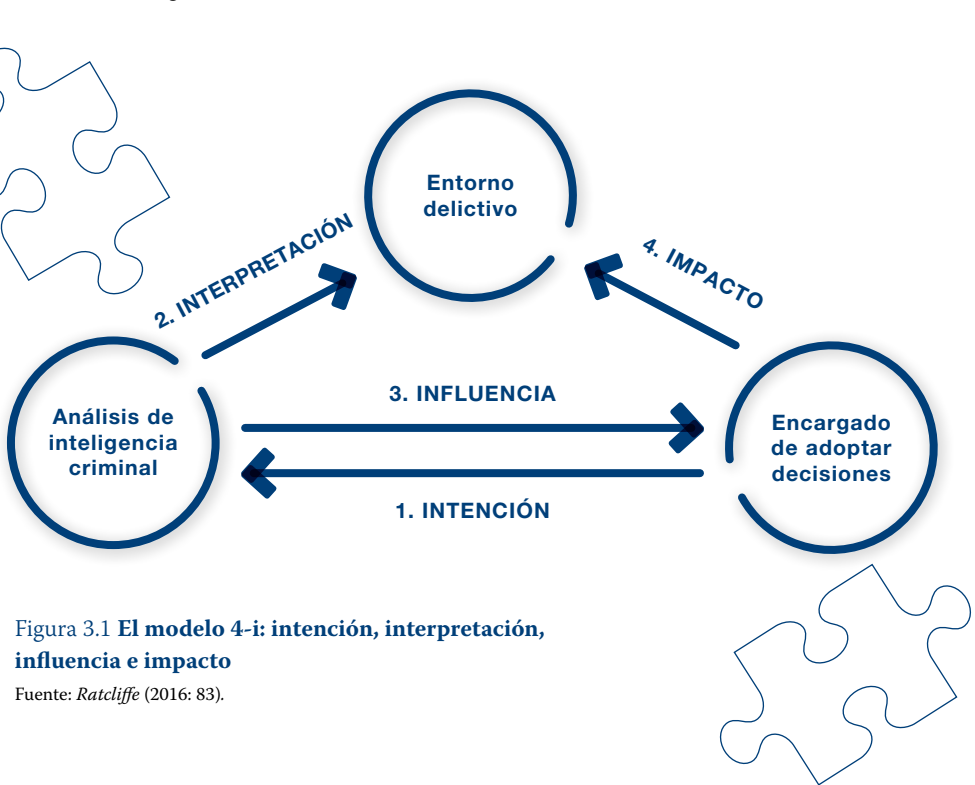 Entorno
delictivo
2. INTERPRETACIÓN
4. IMPACTO
Análisis de
inteligencia
criminal
3. INFLUENCIA
Encargado
de adoptar
decisiones
1. INTENCIÓN
Figura 3.1 El modelo 4-i: intención, interpretación,
influencia e impacto
Fuente: Ratcliffe (2016: 83).